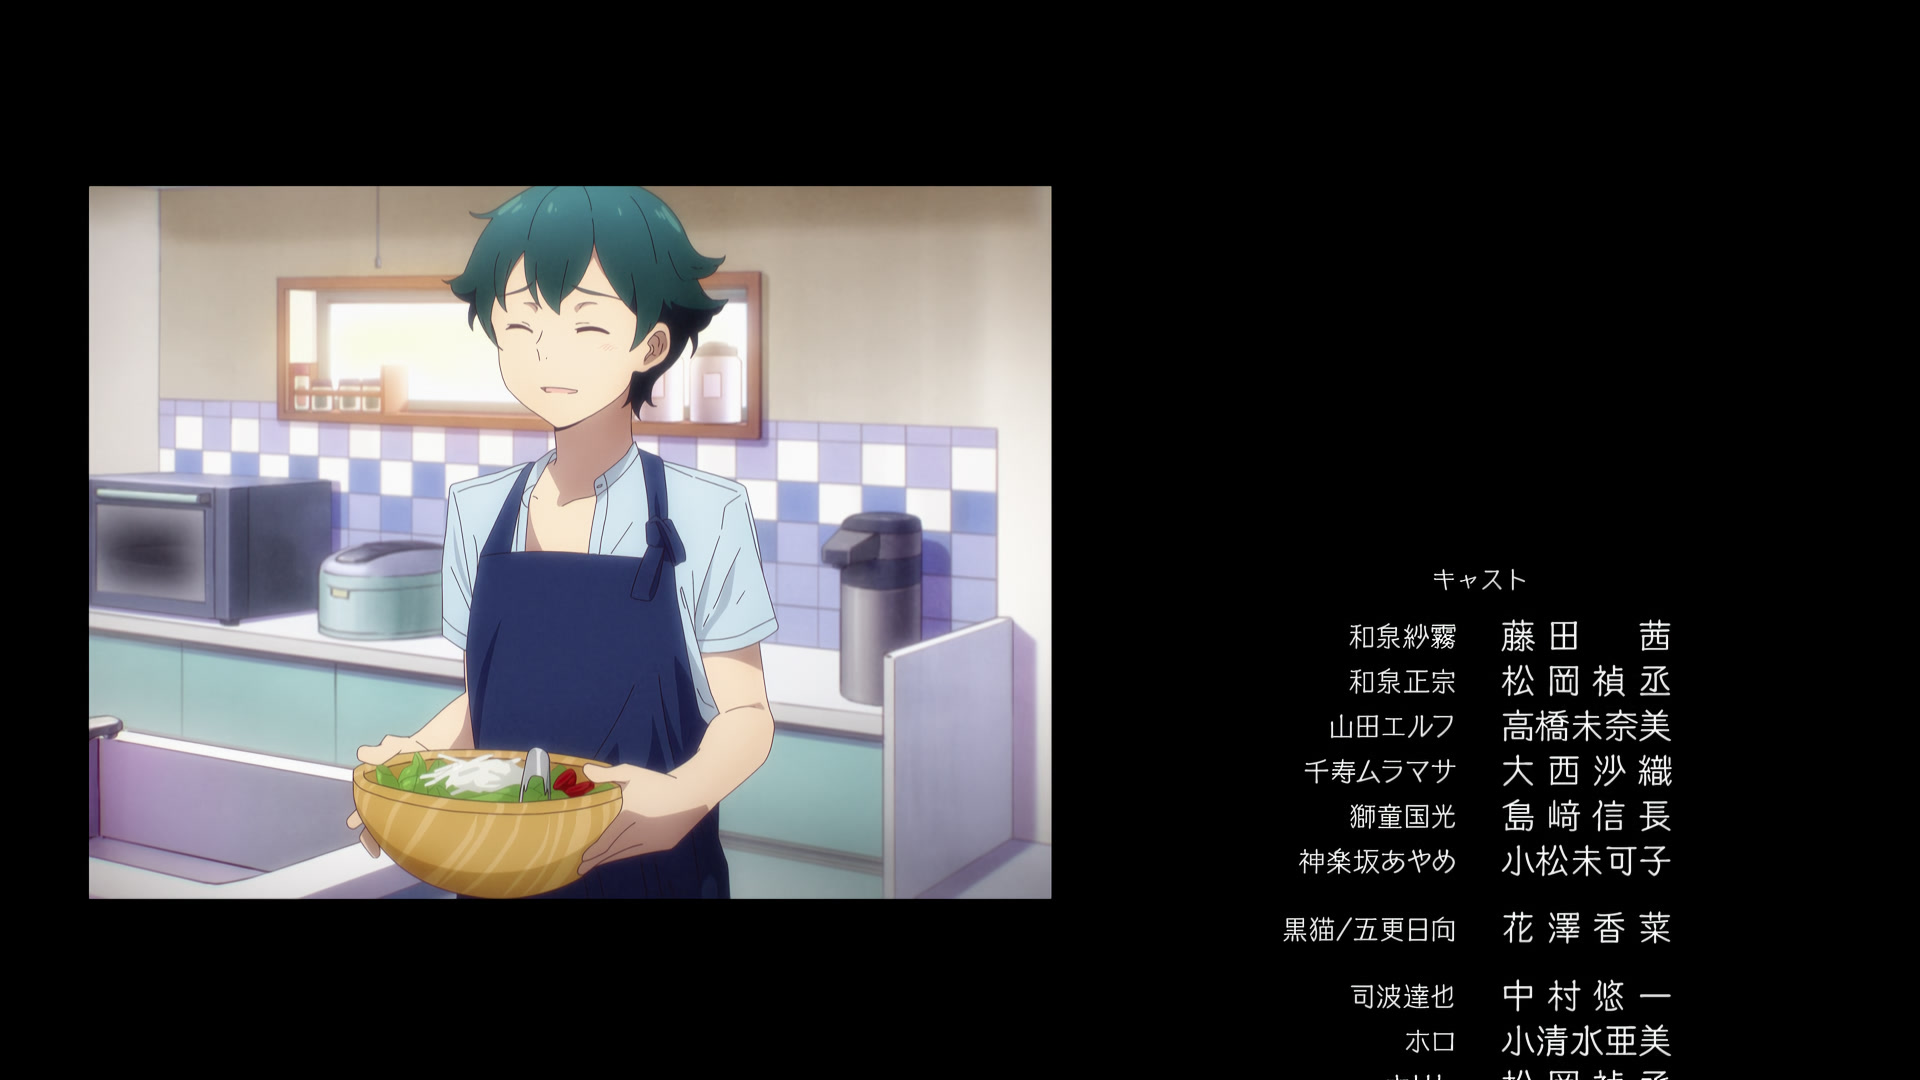 キャスト
和泉紗霧 藤田 茜
和泉正宗 松岡禎丞
山田エルフ 高橋未奈美
千寿ムラマサ 大西沙織
獅童国光 島﨑信長
神楽坂あやめ 小松未可子
黒猫/五更日向 花澤香菜
司波達也 中村悠一
ホロ 小清水亜美
松岡禎丞